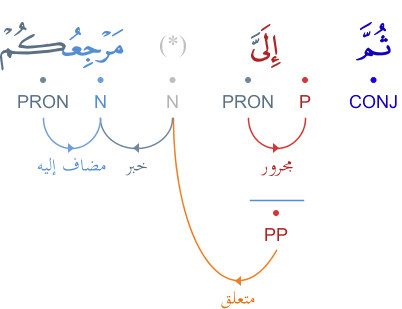 ثُمَّ إِلَىَّ (*) مَرْجِعُكُمْ
CONJ P PRON N N PRON
مجرور خبر مضاف إليه
PP
متعلق